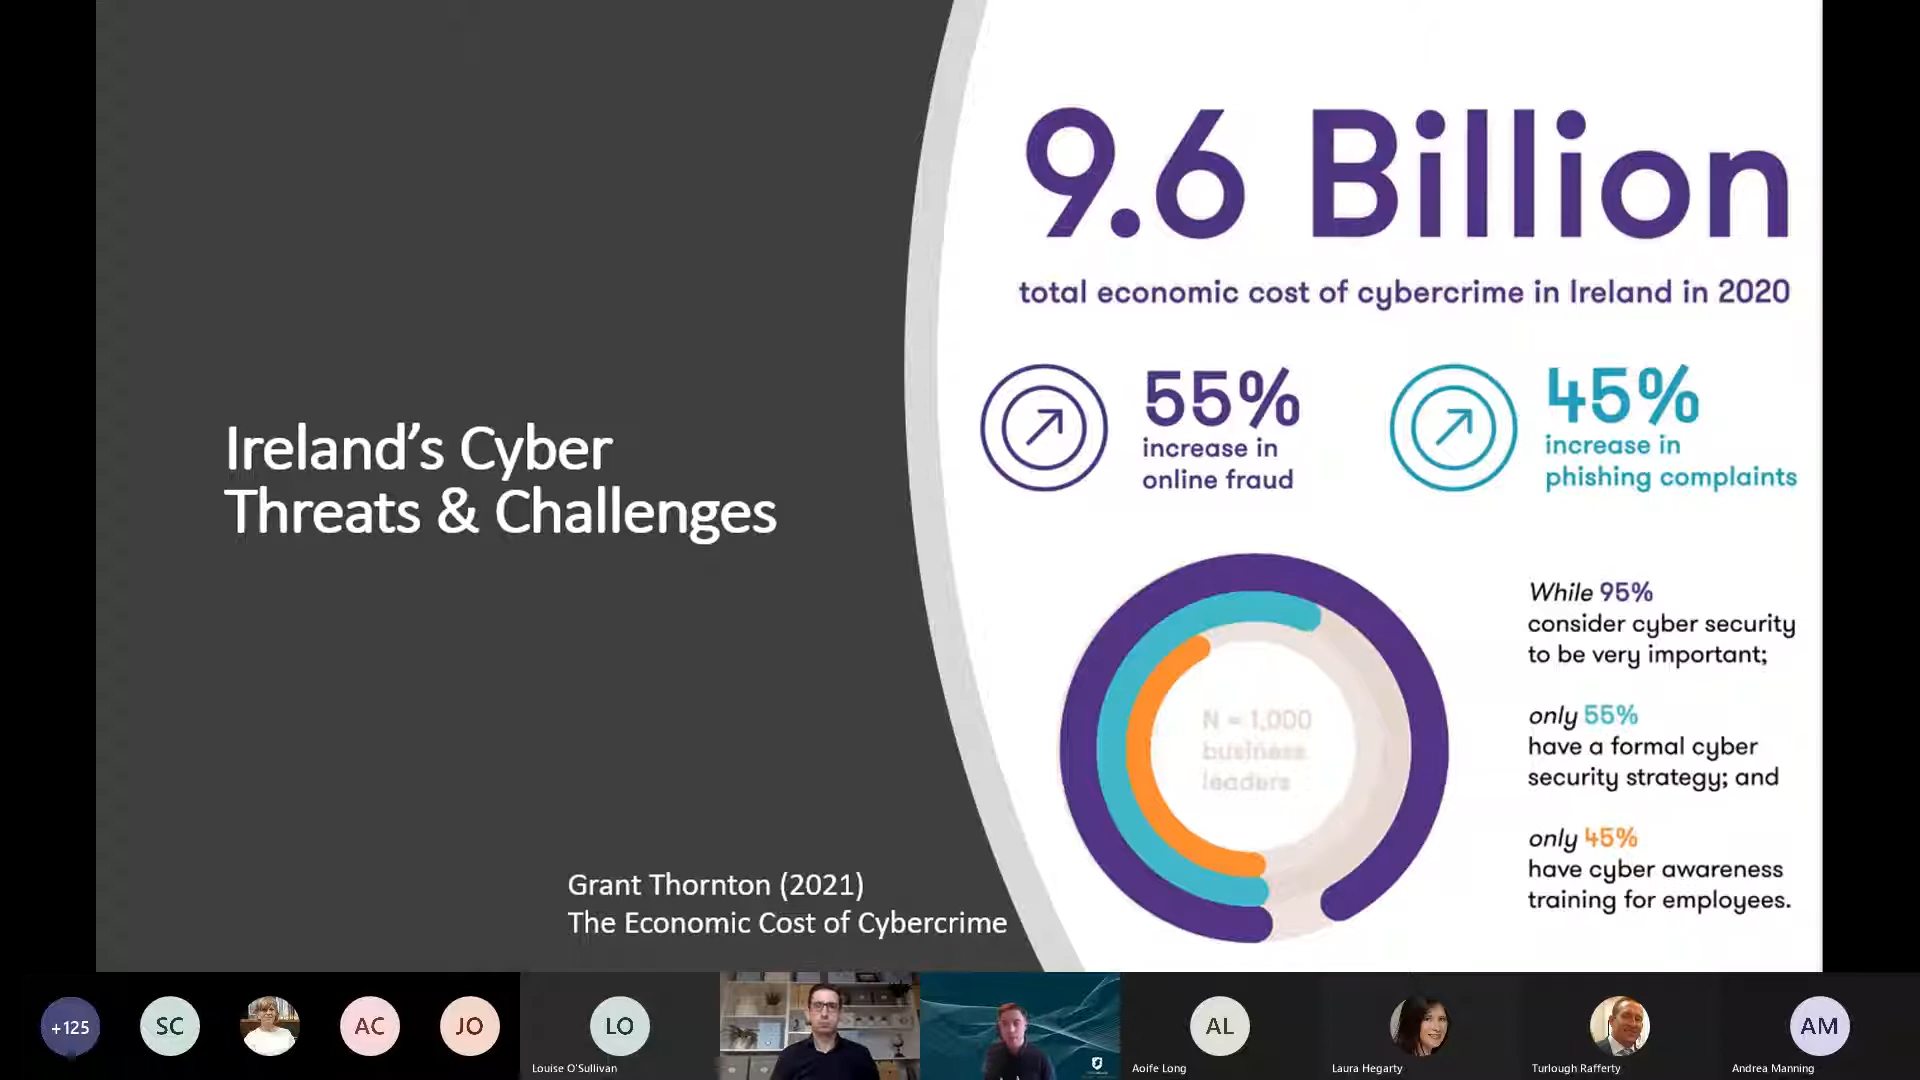 Ireland’s Cyber
Threats & Challenges
Grant Thornton (2021)
The Economic Cost of Cybercrime
9.6 Billion
total economic cost of cybercrime in Ireland in 2020
55%
increase in
online fraud
45%
increase in
phishing complaints
N = 1,000
business
leaders
While 95%
consider cyber security
to be very important;
only 55%
have a formal cyber
security strategy; and
only 45%
have cyber awareness
training for employees.
+125
SC
AC
JO
LO
Louise O'Sullivan
AL
Aoife Long
Laura Hegarty
Turlough Rafferty
AM
Andrea Manning